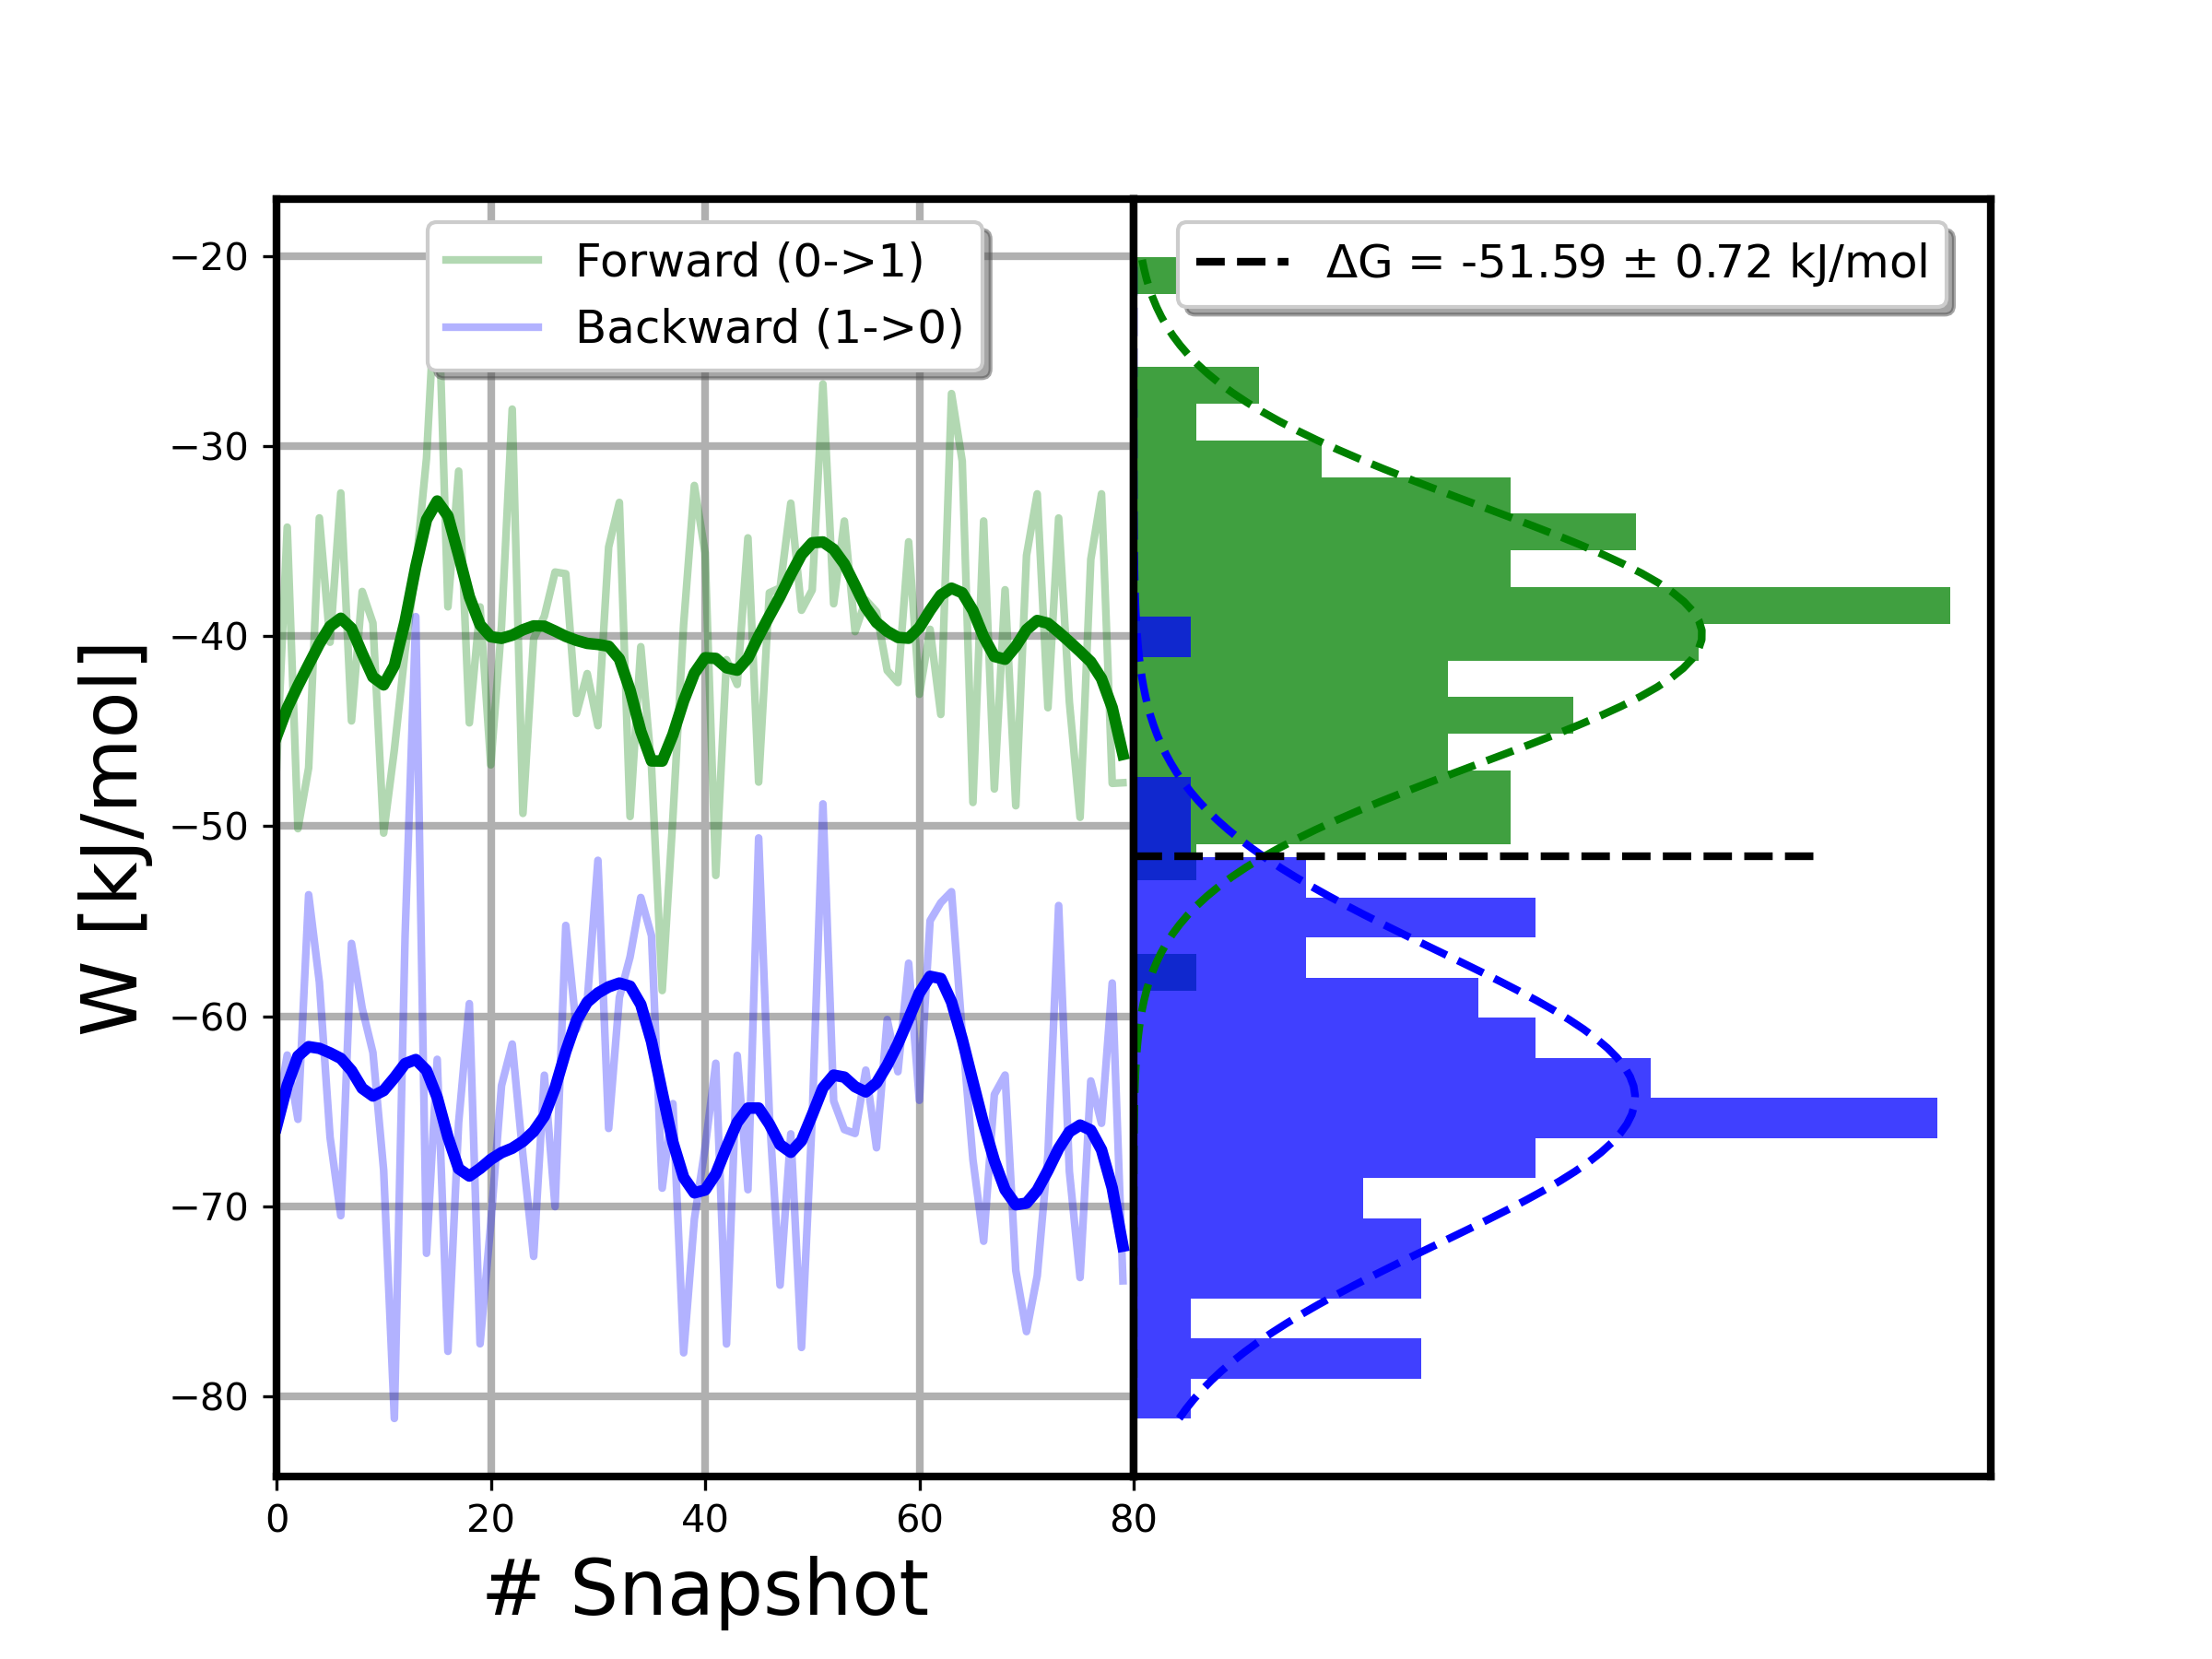 Forward (0->1)
Backward (1->0)
ΔG = -51.59 ± 0.72 kJ/mol
W [kJ/mol]
−20
−30
−40
−50
−60
−70
−80
0 20 40 60 80
# Snapshot